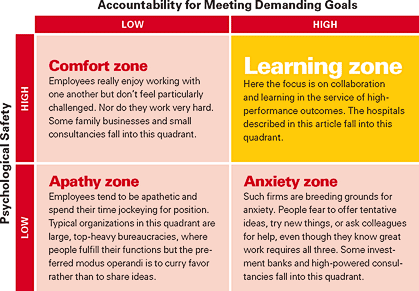 Accountability for Meeting Demanding Goals
LOW
HIGH
Psychological Safety
HIGH
LOW
Comfort zone
Employees really enjoy working with
one another but don't feel particularly
challenged. Nor do they work very hard.
Some family businesses and small
consultancies fall into this quadrant.
Learning zone
Here the focus is on collaboration
and learning in the service of high-
performance outcomes. The hospitals
described in this article fall into this
quadrant.
Apathy zone
Employees tend to be apathetic and
spend their time jockeying for position.
Typical organizations in this quadrant are
large, top-heavy bureaucracies, where
people fulfill their functions but the pre-
ferred modus operandi is to curry favor
rather than to share ideas.
Anxiety zone
Such firms are breeding grounds for
anxiety. People fear to offer tentative
ideas, try new things, or ask colleagues
for help, even though they know great
work requires all three. Some invest-
ment banks and high-powered consul-
tancies fall into this quadrant.